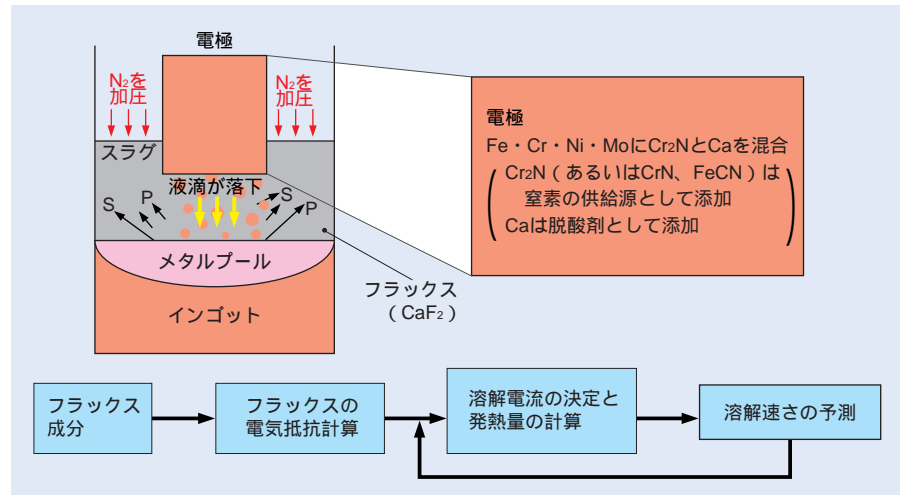 電極
N2を
加圧
N2を
加圧
スラグ
液滴が落下
S
P
S
P
メタルプール
インゴット
フラックス
（CaF2）
電極
Fe・Cr・Ni・MoにCr2NとCaを混合
Cr2N（あるいはCrN、FeCN）は
窒素の供給源として添加
Caは脱酸剤として添加
フラックス
成分
フラックスの
電気抵抗計算
溶解電流の決定と
発熱量の計算
溶解速さの予測